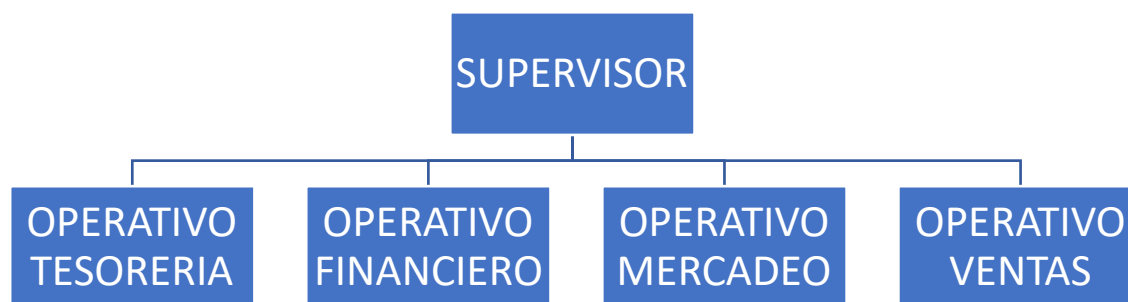 SUPERVISOR
OPERATIVO
TESORERIA
OPERATIVO
FINANCIERO
OPERATIVO
MERCADEO
OPERATIVO
VENTAS